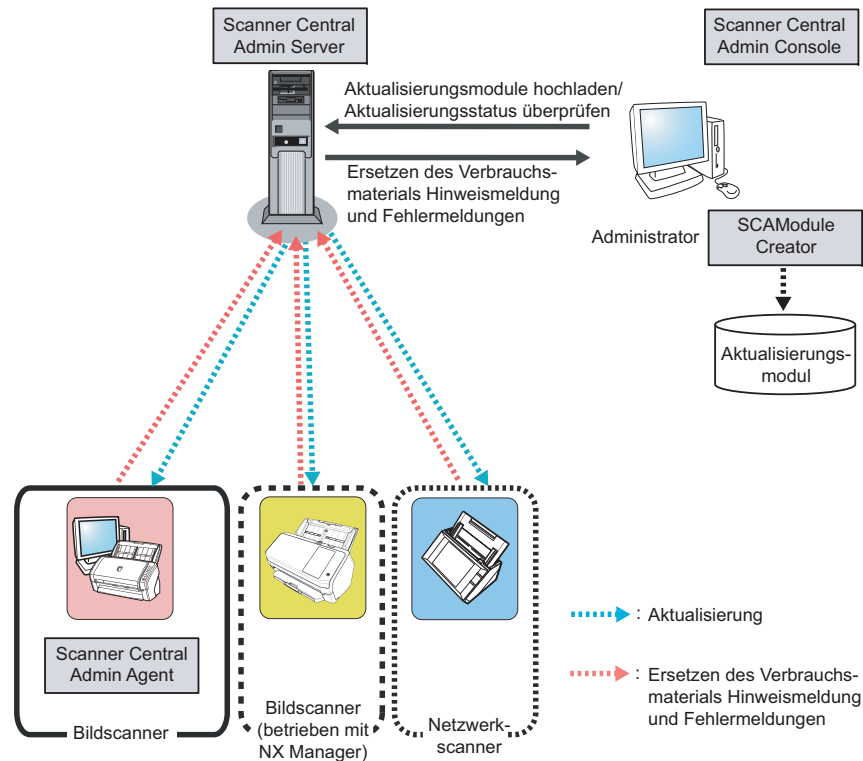 Scanner Central
Admin Server
Scanner Central
Admin Console
Aktualisierungsmodule hochladen/
Aktualisierungsstatus überprüfen
Ersetzen des Verbrauchs-
materials Hinweismeldung
und Fehlermeldungen
Administrator
SCAModule
Creator
Aktualisierungs-
modul
Scanner Central
Admin Agent
Bildscanner
Bildscanner
(betrieben mit
NX Manager)
Netzwerk-
scanner
: Aktualisierung
: Ersetzen des Verbrauchs-
materials Hinweismeldung
und Fehlermeldungen